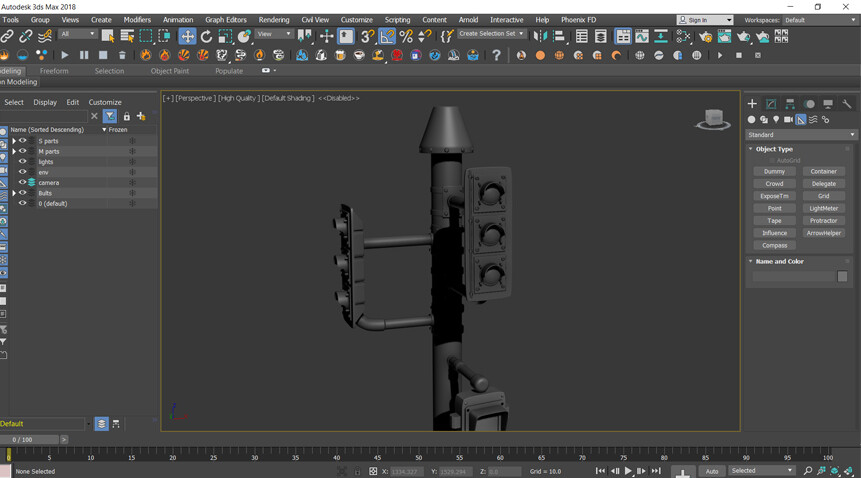 Autodesk 3ds Max 2018
Tools Group Views Create Modifiers Animation Graph Editors Rendering Civil View Customize Scripting Content Arnold Interactive Help Phoenix FD Sign In Workspaces: Default
All View Create Selection Set
Modeling Freeform Selection Object Paint Populate
on Modeling
Select Display Edit Customize
[+] [Perspective] [High Quality] [Default Shading] <<Disabled>>
Name (Sorted Descending) Frozen
S parts
M parts
lights
env
camera
Bults
0 (default)
Standard
Object Type
AutoGrid
Dummy Container
Crowd Delegate
ExposeTm Grid
Point LightMeter
Tape Protractor
Influence ArrowHelper
Compass
Name and Color
Default
0 / 100
0 5 10 15 20 25 30 35 40 45 50 55 60 65 70 75 80 85 90 95 100
None Selected X: 1334.327 Y: 1529.294 Z: 0.0 Grid = 10.0 Auto Selected